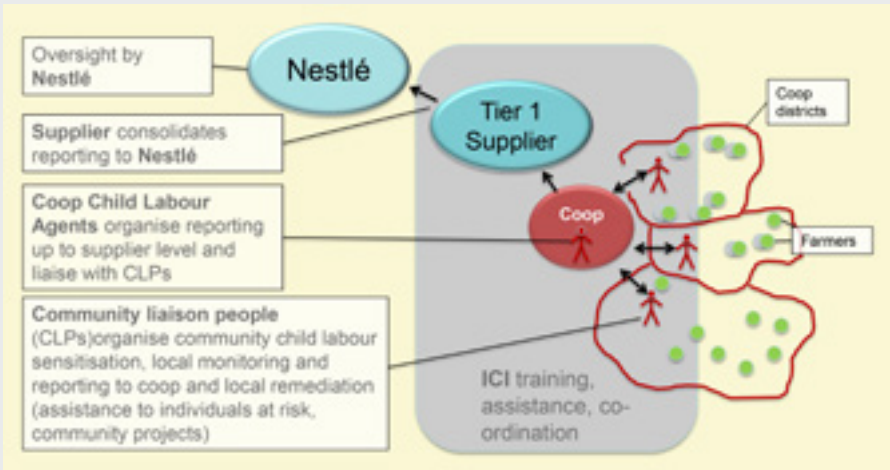 Oversight by
Nestlé
Nestlé
Supplier consolidates
reporting to Nestlé
Tier 1
Supplier
Coop
districts
Coop Child Labour
Agents organise reporting
up to supplier level and
liaise with CLPs
Coop
Farmers
Community liaison people
(CLPs)organise community child labour
sensitisation, local monitoring and
reporting to coop and local remediation
(assistance to individuals at risk,
community projects)
ICI training,
assistance, co-
ordination